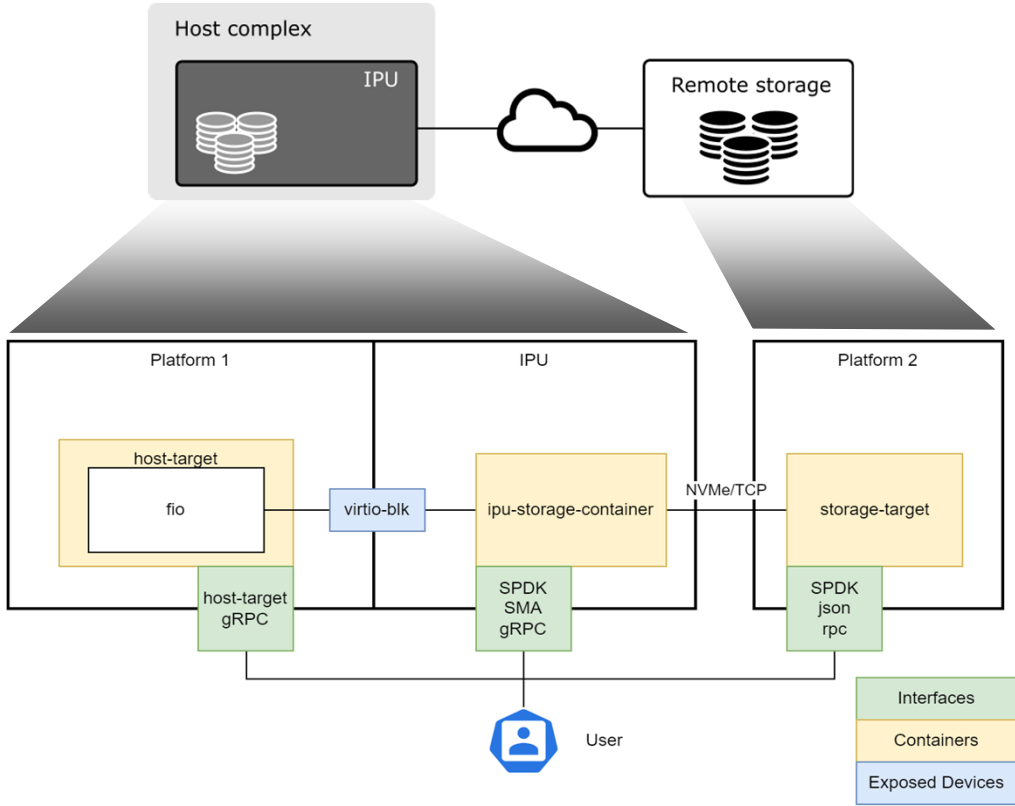 Host complex
IPU
Remote storage
Platform 1
IPU
Platform 2
host-target
fio
virtio-blk
ipu-storage-container
NVMe/TCP
storage-target
host-target
gRPC
SPDK
SMA
gRPC
SPDK
json
rpc
User
Interfaces
Containers
Exposed Devices